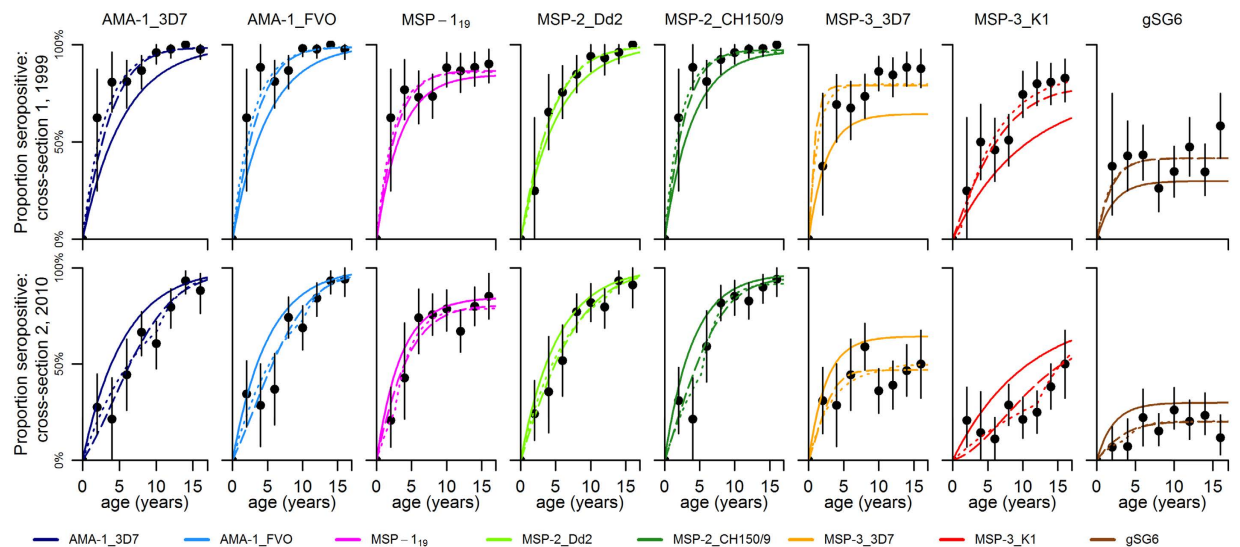 AMA-1_3D7 AMA-1_FVO MSP−1₁₉ MSP-2_Dd2 MSP-2_CH150/9 MSP-3_3D7 MSP-3_K1 gSG6
Proportion seropositive:
cross-section 1, 1999
100%
50%
0%
Proportion seropositive:
cross-section 2, 2010
100%
50%
0%
0 5 10 15 0 5 10 15 0 5 10 15 0 5 10 15 0 5 10 15 0 5 10 15 0 5 10 15 0 5 10 15
age (years) age (years) age (years) age (years) age (years) age (years) age (years) age (years)
AMA-1_3D7 AMA-1_FVO MSP−1₁₉ MSP-2_Dd2 MSP-2_CH150/9 MSP-3_3D7 MSP-3_K1 gSG6